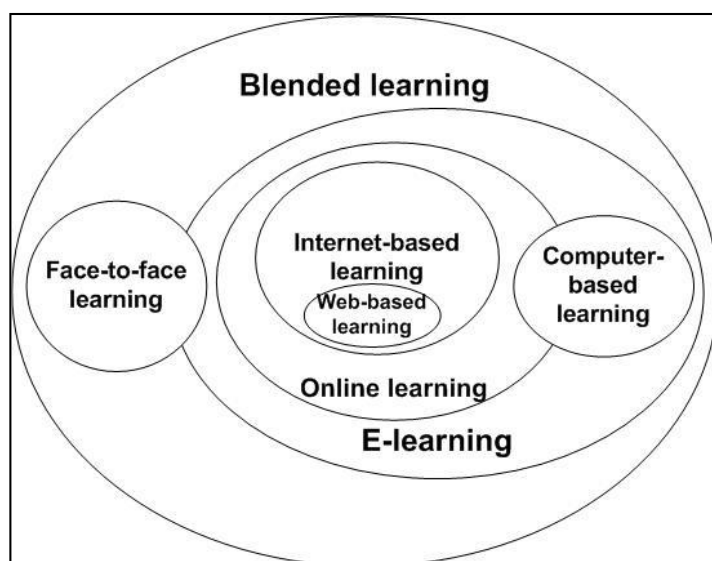 Blended learning
Face-to-face
learning
Internet-based
learning
Web-based
learning
Computer-
based
learning
Online learning
E-learning